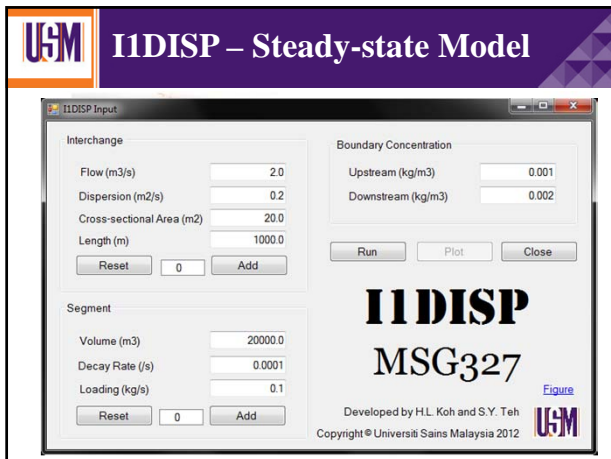 USM
I1DISP – Steady-state Model
I1DISP Input
Interchange
Flow (m3/s) 2.0
Dispersion (m2/s) 0.2
Cross-sectional Area (m2) 20.0
Length (m) 1000.0
Reset 0 Add
Segment
Volume (m3) 20000.0
Decay Rate (/s) 0.0001
Loading (kg/s) 0.1
Reset 0 Add
Boundary Concentration
Upstream (kg/m3) 0.001
Downstream (kg/m3) 0.002
Run Plot Close
I1DISP
MSG327
Figure
Developed by H.L. Koh and S.Y. Teh
Copyright© Universiti Sains Malaysia 2012
USM